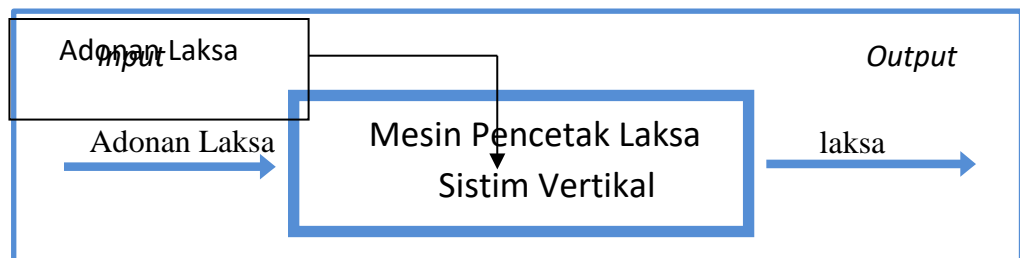 Adonan Laksa
Input
Output
Adonan Laksa
Mesin Pencetak Laksa
Sistim Vertikal
laksa